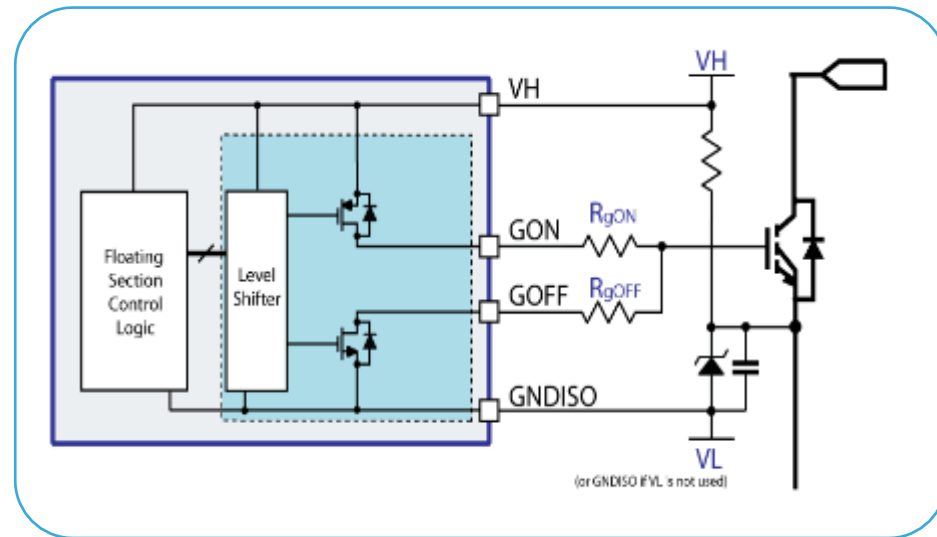 VH
VH
GON
RgON
Floating
Section
Control
Logic
Level
Shifter
GOFF
RgOFF
GNDISO
VL
(or GNDISO if VL is not used)